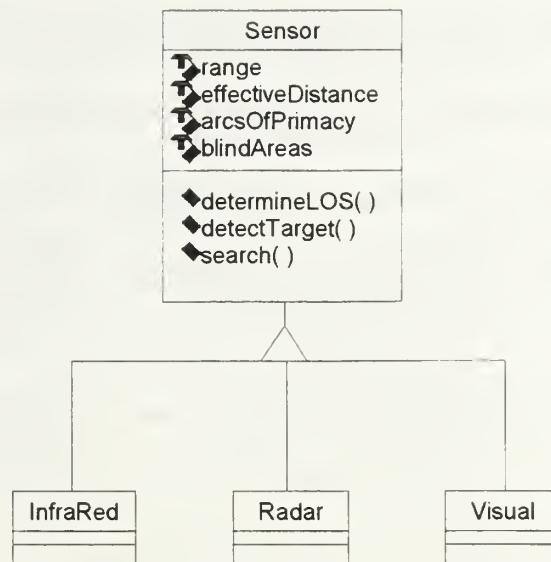 Sensor
range
effectiveDistance
arcsOfPrimacy
blindAreas
determineLOS( )
detectTarget( )
search( )
InfraRed
Radar
Visual